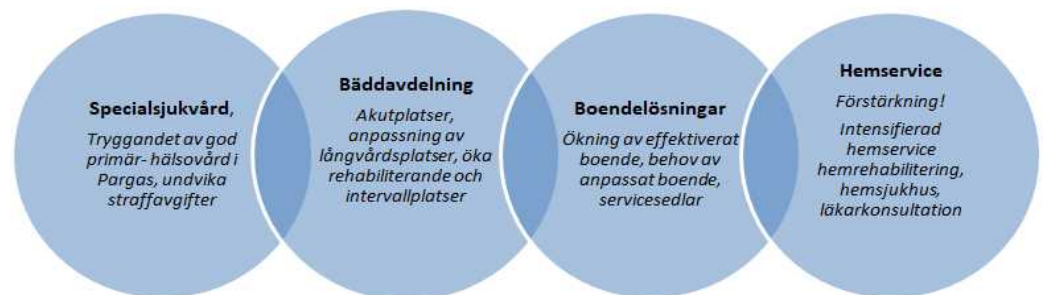 Specialsjukvård,
Tryggandet av god
primär- hälsovård i
Pargas, undvika
straffavgifter
Bäddavdelning
Akutplatser,
anpassning av
långvårdsplatser, öka
rehabiliterande och
intervallplatser
Boendelösningar
Ökning av effektiverat
boende, behov av
anpassat boende,
servicesedlar
Hemservice
Förstärkning!
Intensifierad
hemservice
hemrehabilitering,
hemsjukhus,
läkarkonsultation